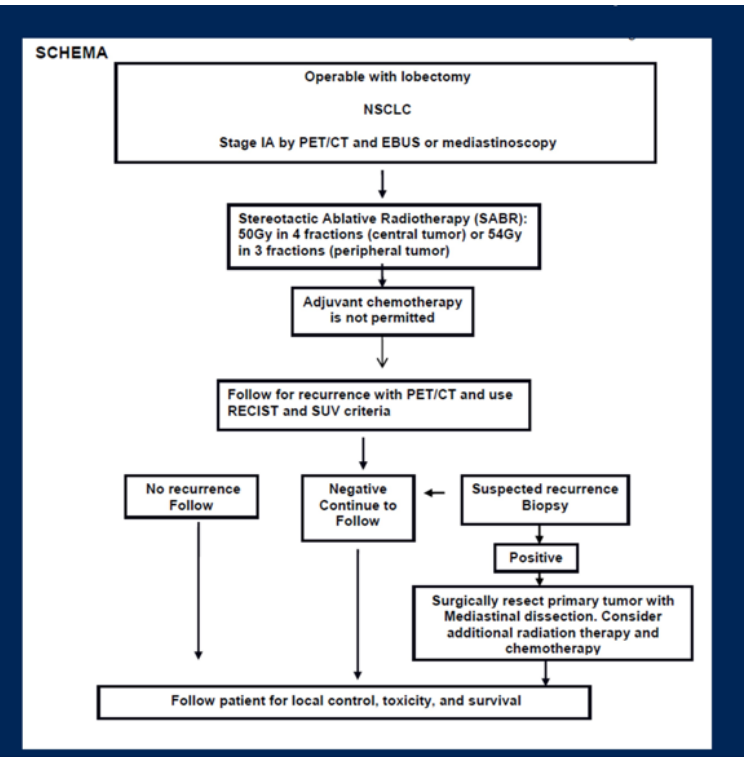 SCHEMA
Operable with lobectomy
NSCLC
Stage IA by PET/CT and EBUS or mediastinoscopy
Stereotactic Ablative Radiotherapy (SABR):
50Gy in 4 fractions (central tumor) or 54Gy
in 3 fractions (peripheral tumor)
Adjuvant chemotherapy
is not permitted
Follow for recurrence with PET/CT and use
RECIST and SUV criteria
No recurrence
Follow
Negative
Continue to
Follow
Suspected recurrence
Biopsy
Positive
Surgically resect primary tumor with
Mediastinal dissection. Consider
additional radiation therapy and
chemotherapy
Follow patient for local control, toxicity, and survival